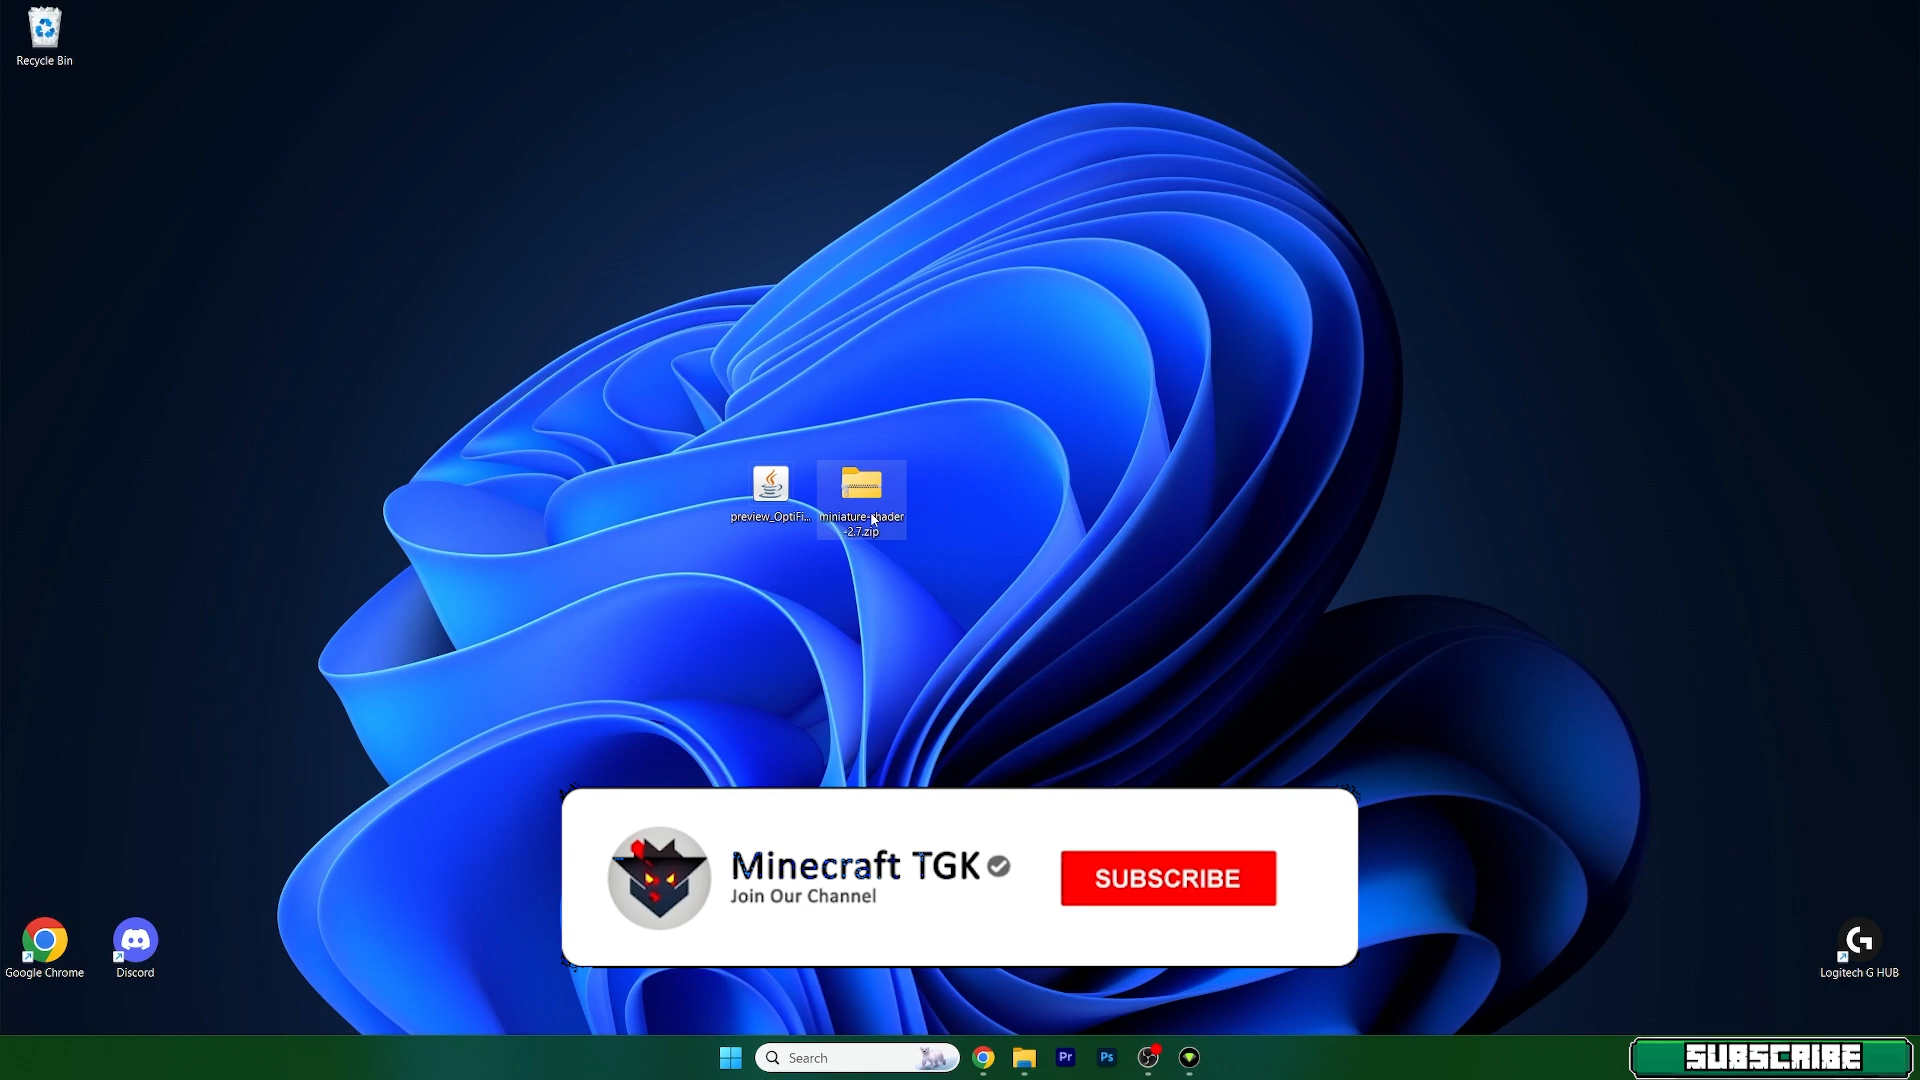 Recycle Bin
preview_OptiFi...
miniature-shader
-2.7.zip
Minecraft TGK
Join Our Channel
SUBSCRIBE
Google Chrome
Discord
Logitech G HUB
Search
Pr
Ps
SUBSCRIBE